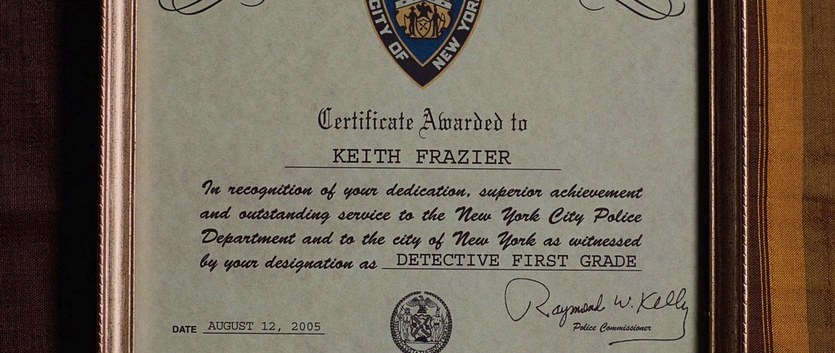 CITY OF NEW YORK
Certificate Awarded to
KEITH FRAZIER
In recognition of your dedication, superior achievement
and outstanding service to the New York City Police
Department and to the city of New York as witnessed
by your designation as DETECTIVE FIRST GRADE
Raymond W. Kelly
DATE AUGUST 12, 2005
Police Commissioner